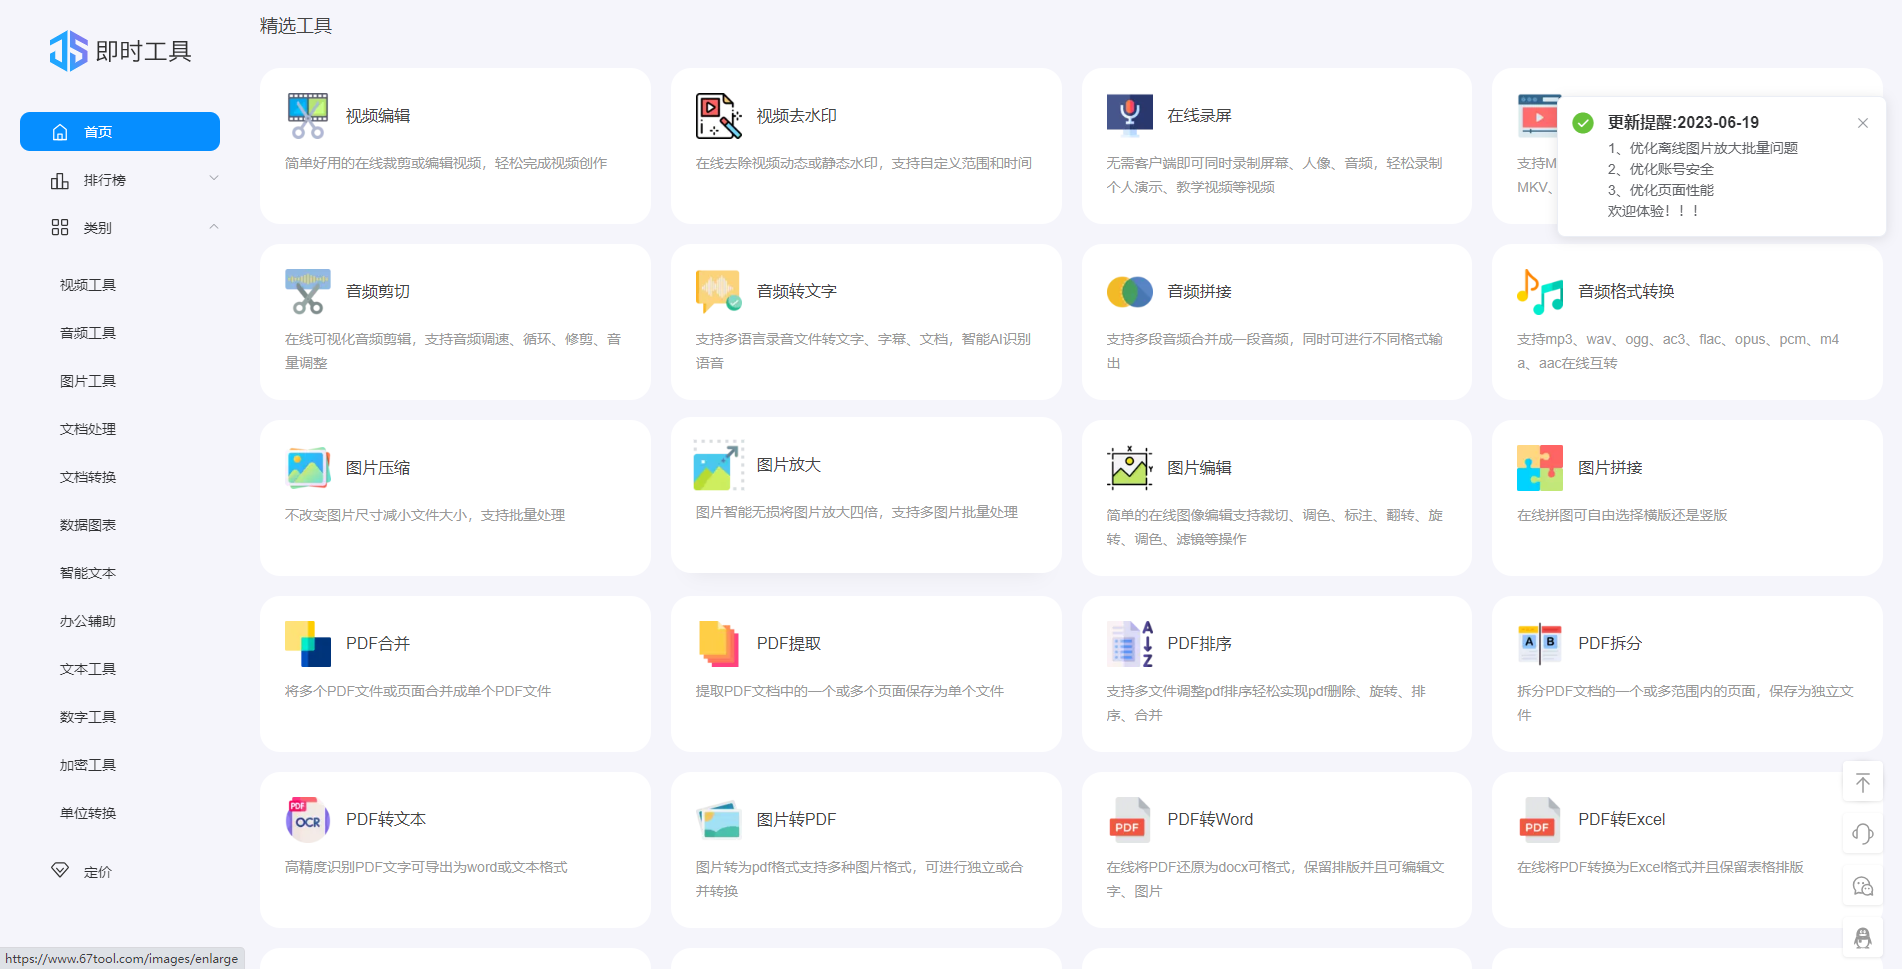 即时工具
首页
排行榜
类别
视频工具
音频工具
图片工具
文档处理
文档转换
数据图表
智能文本
办公辅助
文本工具
数字工具
加密工具
单位转换
定价
https://www.67tool.com/images/enlarge
精选工具
视频编辑
简单好用的在线裁剪或编辑视频，轻松完成视频创作
视频去水印
在线去除视频动态或静态水印，支持自定义范围和时间
在线录屏
无需客户端即可同时录制屏幕、人像、音频，轻松录制
个人演示、教学视频等视频
支持M
MKV、
更新提醒:2023-06-19
1、优化离线图片放大批量问题
2、优化账号安全
3、优化页面性能
欢迎体验！！！
音频剪切
在线可视化音频剪辑，支持音频调速、循环、修剪、音
量调整
音频转文字
支持多语言录音文件转文字、字幕、文档，智能AI识别
语音
音频拼接
支持多段音频合并成一段音频，同时可进行不同格式输
出
音频格式转换
支持mp3、wav、ogg、ac3、flac、opus、pcm、m4
a、aac在线互转
图片压缩
不改变图片尺寸减小文件大小，支持批量处理
图片放大
图片智能无损将图片放大四倍，支持多图片批量处理
X
Y
图片编辑
简单的在线图像编辑支持裁切、调色、标注、翻转、旋
转、调色、滤镜等操作
图片拼接
在线拼图可自由选择横版还是竖版
PDF合并
将多个PDF文件或页面合并成单个PDF文件
PDF提取
提取PDF文档中的一个或多个页面保存为单个文件
A
Z
PDF排序
支持多文件调整pdf排序轻松实现pdf删除、旋转、排
序、合并
A B
PDF拆分
拆分PDF文档的一个或多范围内的页面，保存为独立文
件
PDF
OCR
PDF转文本
高精度识别PDF文字可导出为word或文本格式
图片转PDF
图片转为pdf格式支持多种图片格式，可进行独立或合
并转换
PDF
PDF转Word
在线将PDF还原为docx可格式，保留排版并且可编辑文
字、图片
PDF
PDF转Excel
在线将PDF转换为Excel格式并且保留表格排版